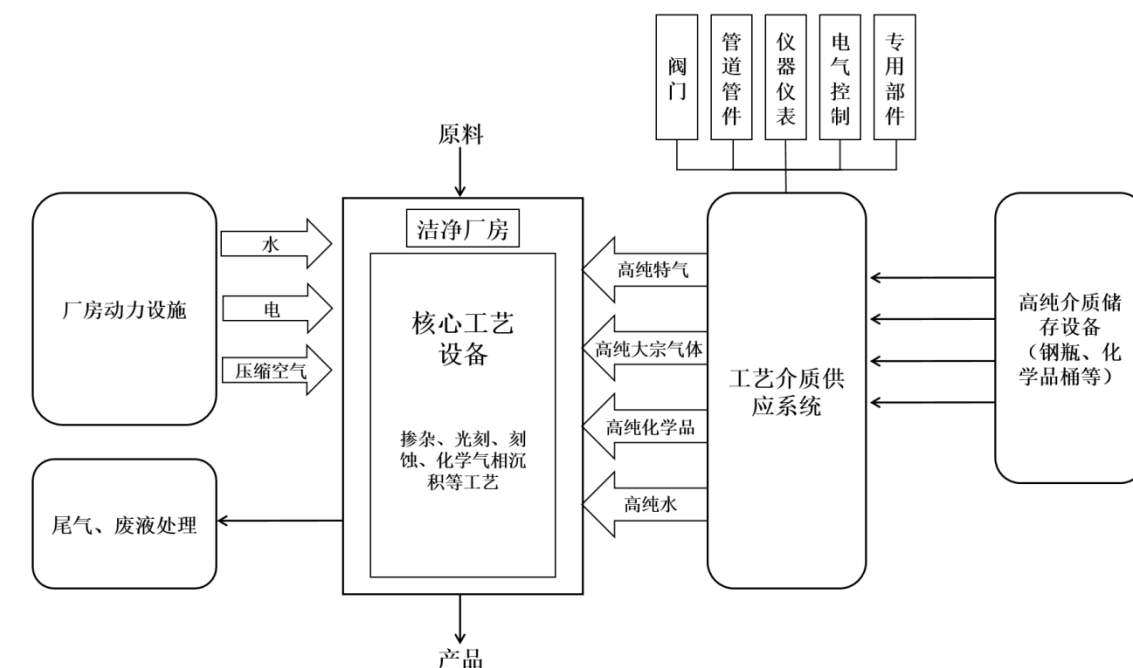 阀门
管道管件
仪器仪表
电气控制
专用部件
原料
洁净厂房
水
电
压缩空气
厂房动力设施
核心工艺
设备
掺杂、光刻、刻
蚀、化学气相沉
积等工艺
高纯特气
高纯大宗气体
高纯化学品
高纯水
工艺介质供
应系统
高纯介质储
存设备
（钢瓶、化
学品桶等）
尾气、废液处理
产品